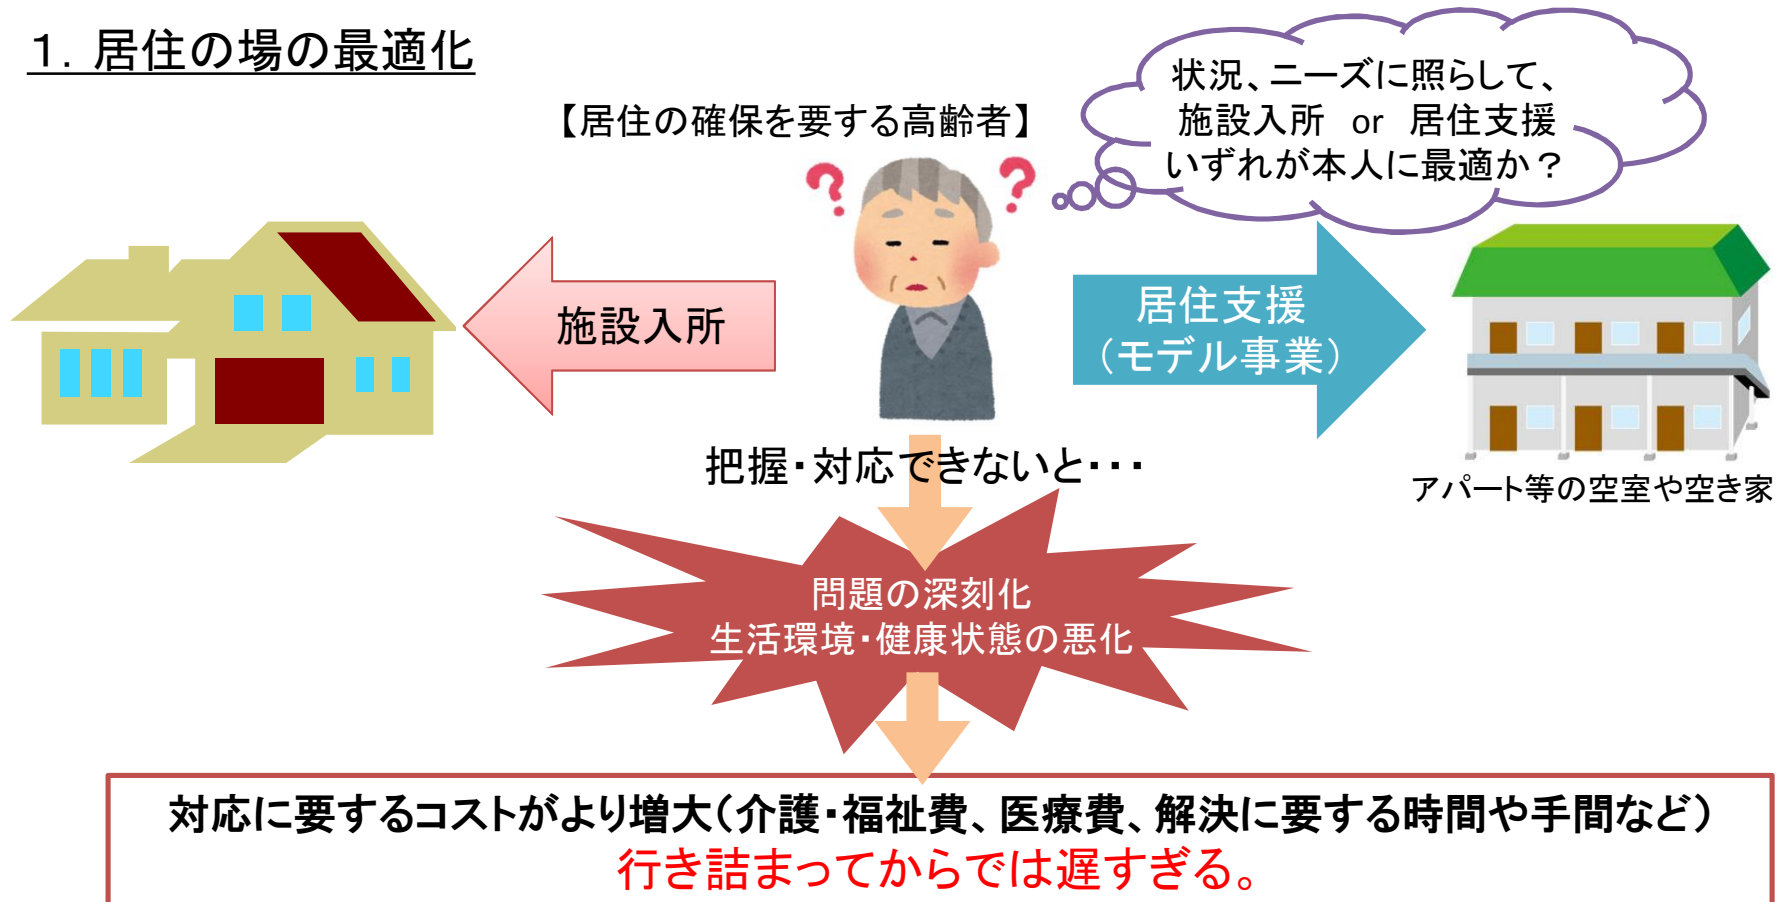 １．居住の場の最適化
【居住の確保を要する高齢者】
状況、ニーズに照らして、
施設入所 or 居住支援
いずれが本人に最適か？
施設入所
居住支援
（モデル事業）
アパート等の空室や空き家
把握・対応できないと・・・
問題の深刻化
生活環境・健康状態の悪化
対応に要するコストがより増大（介護・福祉費、医療費、解決に要する時間や手間など）
行き詰まってからでは遅すぎる。